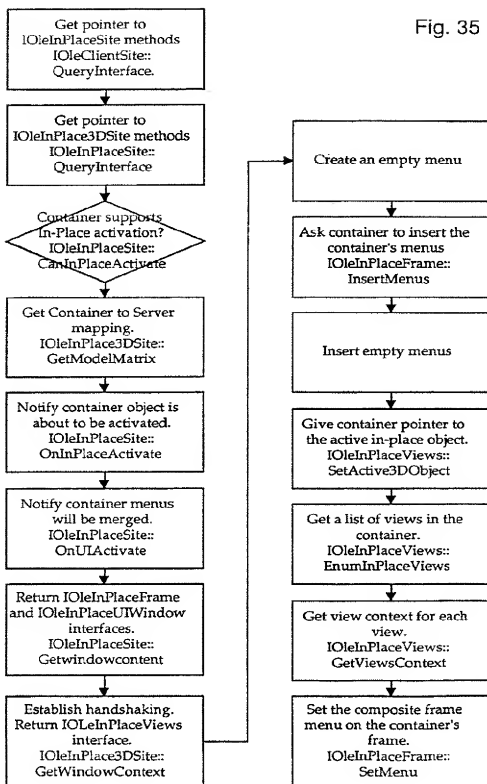 Fig. 35
Get pointer to
IOleInPlaceSite methods
IOleClientSite::
QueryInterface.
Get pointer to
IOleInPlace3DSite methods
IOleInPlaceSite::
QueryInterface
Container supports
In-Place activation?
IOleInPlaceSite::
CanInPlaceActivate
Get Container to Server
mapping.
IOleInPlace3DSite::
GetModelMatrix
Notify container object is
about to be activated.
IOleInPlaceSite::
OnInPlaceActivate
Notify container menus
will be merged.
IOleInPlaceSite::
OnUIActivate
Return IOleInPlaceFrame
and IOleInPlaceUIWindow
interfaces.
IOleInPlaceSite::
Getwindowcontent
Establish handshaking.
Return IOLeInPlaceViews
interface.
IOleInPlace3DSite::
GetWindowContext
Create an empty menu
Ask container to insert the
container's menus
IOleInPlaceFrame::
InsertMenus
Insert empty menus
Give container pointer to
the active in-place object.
IOleInPlaceViews::
SetActive3DObject
Get a list of views in the
container.
IOleInPlaceViews::
EnumInPlaceViews
Get view context for each
view.
IOleInPlaceViews::
GetViewsContext
Set the composite frame
menu on the container's
frame.
IOleInPlaceFrame::
SetMenu